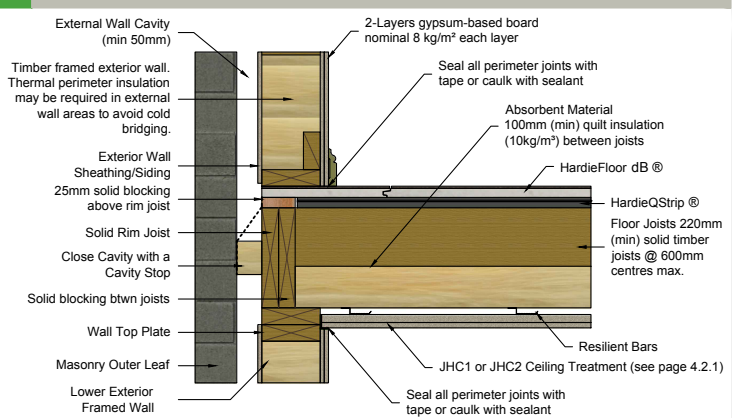 External Wall Cavity
(min 50mm)
Timber framed exterior wall.
Thermal perimeter insulation
may be required in external
wall areas to avoid cold
bridging.
Exterior Wall
Sheathing/Siding
25mm solid blocking
above rim joist
Solid Rim Joist
Close Cavity with a
Cavity Stop
Solid blocking btwn joists
Wall Top Plate
Masonry Outer Leaf
Lower Exterior
Framed Wall
2-Layers gypsum-based board
nominal 8 kg/m² each layer
Seal all perimeter joints with
tape or caulk with sealant
Absorbent Material
100mm (min) quilt insulation
(10kg/m³) between joists
HardieFloor dB ®
HardieQStrip ®
Floor Joists 220mm
(min) solid timber
joists @ 600mm
centres max.
Resilient Bars
JHC1 or JHC2 Ceiling Treatment (see page 4.2.1)
Seal all perimeter joints with
tape or caulk with sealant